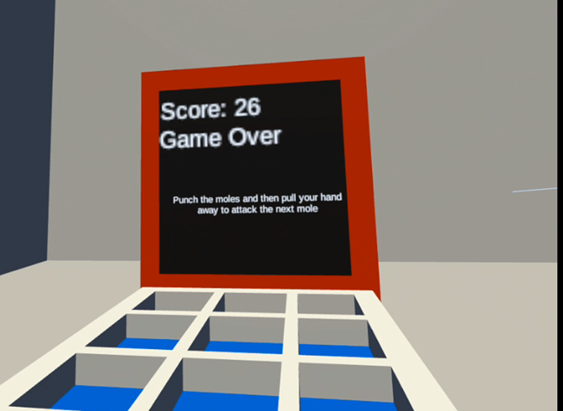 Score: 26
Game Over
Punch the moles and then pull your hand
away to attack the next mole